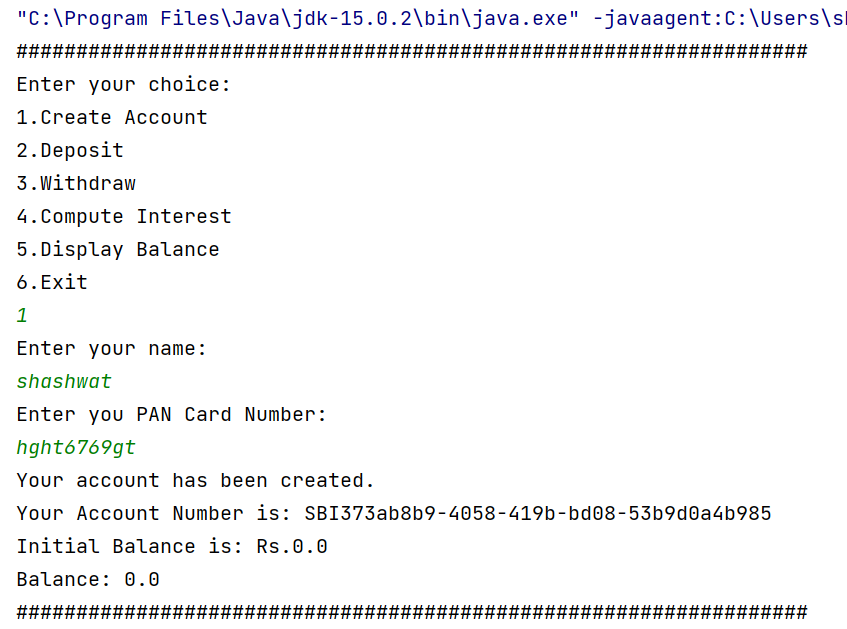 "C:\Program Files\Java\jdk-15.0.2\bin\java.exe" -javaagent:C:\Users\
##################################################################
Enter your choice:
1.Create Account
2.Deposit
3.Withdraw
4.Compute Interest
5.Display Balance
6.Exit
1
Enter your name:
shashwat
Enter you PAN Card Number:
hght6769gt
Your account has been created.
Your Account Number is: SBI373ab8b9-4058-419b-bd08-53b9d0a4b985
Initial Balance is: Rs.0.0
Balance: 0.0
##################################################################